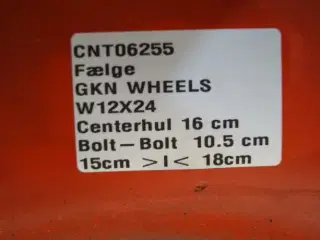 CNT06255
Fælge
GKN WHEELS
W12X24
Centerhul 16 cm
Bolt – Bolt 10.5 cm
15cm >I< 18cm